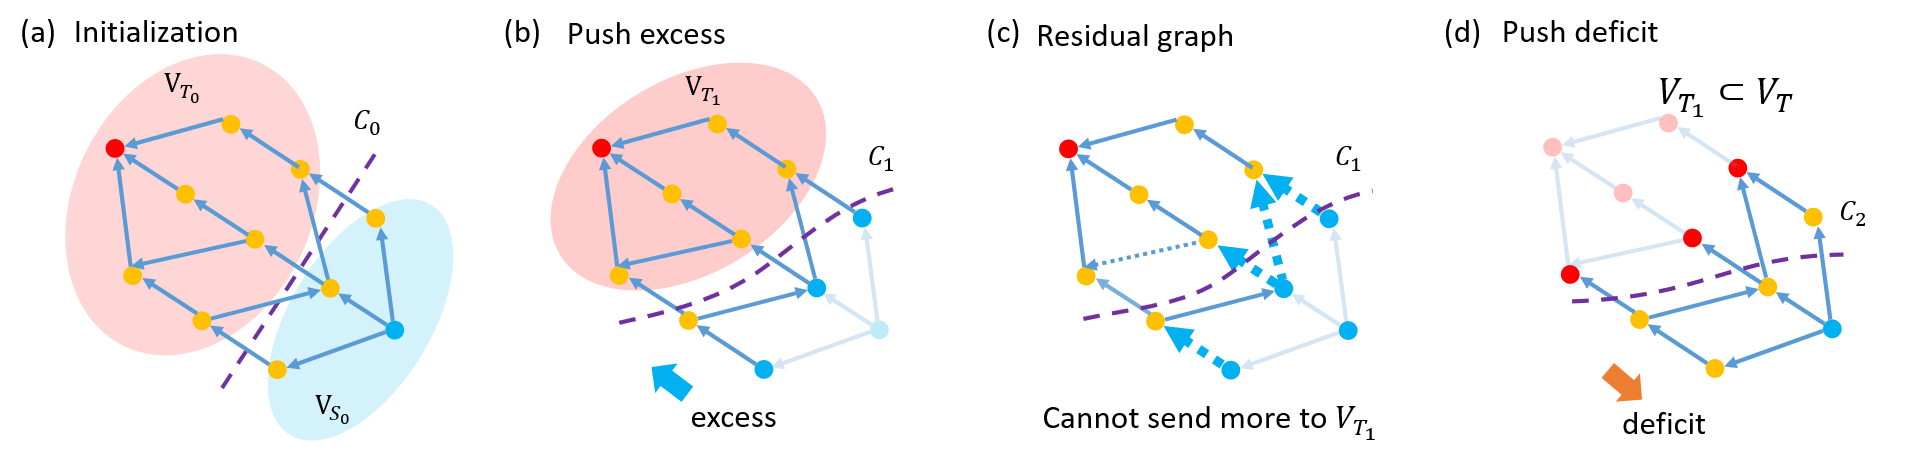 (a) Initialization
V_{T_0}
C_0
V_{S_0}
(b) Push excess
V_{T_1}
C_1
excess
(c) Residual graph
C_1
Cannot send more to V_{T_1}
(d) Push deficit
V_{T_1} ⊂ V_T
C_2
deficit